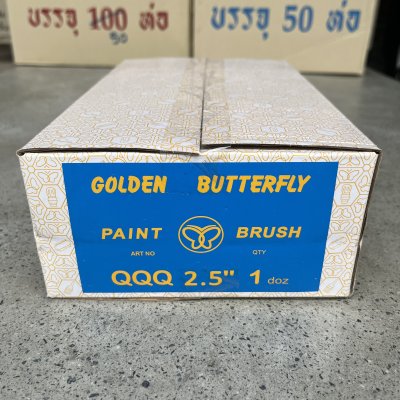 บรรจุ 100 ห่อ
50
บรรจุ 50 ห่อ
GOLDEN BUTTERFLY
PAINT BRUSH
ART NO QTY
QQQ 2.5" 1 doz